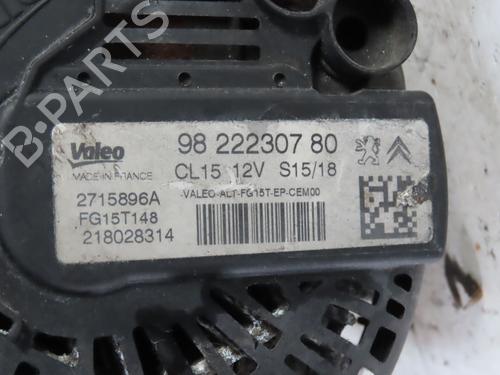 B-PARTS
Valeo
98 222307 80
MADE IN FRANCE
CL15 12V S15/18
VALEO-ALT-FG15T-EP-CEM00
2715896A
FG15T148
218028314